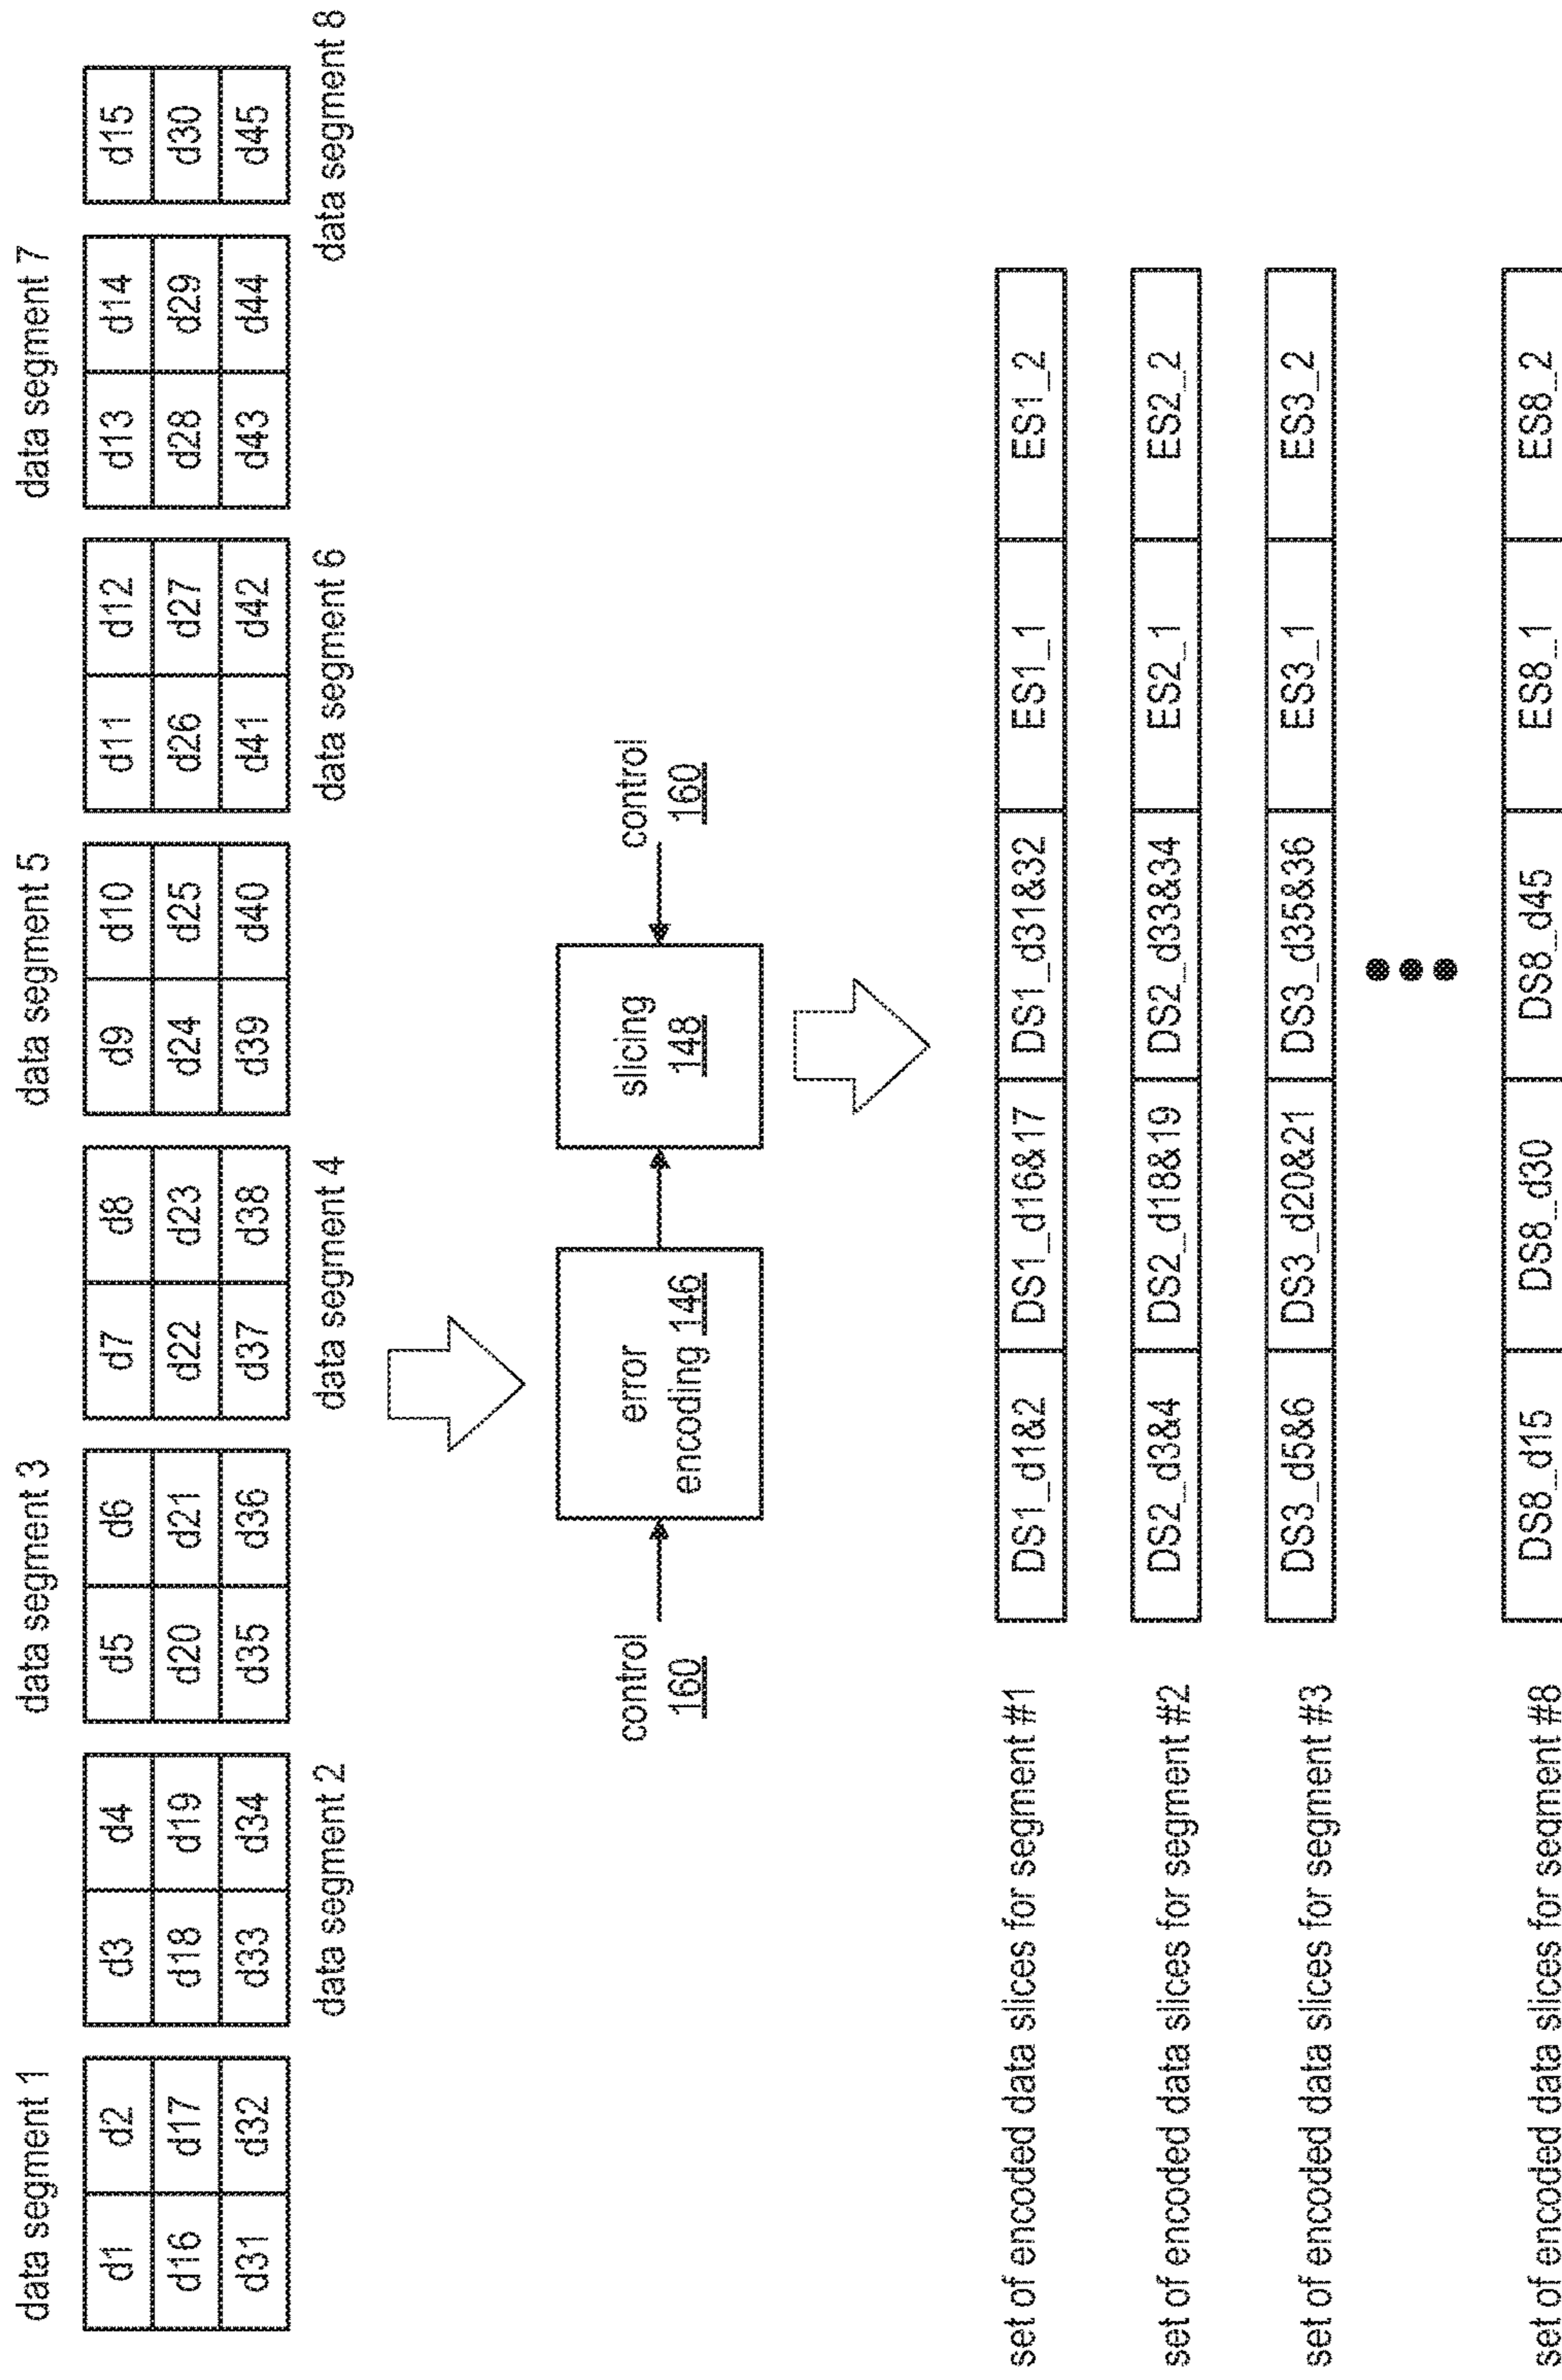 data segment 1
data segment 3
data segment 5
data segment 7
d1 d2 d3 d4 d5 d6 d7 d8 d9 d10 d11 d12 d13 d14 d15
d16 d17 d18 d19 d20 d21 d22 d23 d24 d25 d26 d27 d28 d29 d30
d31 d32 d33 d34 d35 d36 d37 d38 d39 d40 d41 d42 d43 d44 d45
data segment 2
data segment 4
data segment 6
data segment 8
control
160
error
encoding 146
slicing
148
control
160
set of encoded data slices for segment #1 DS1_d1&2 DS1_d16&17 DS1_d31&32 ES1_1 ES1_2
set of encoded data slices for segment #2 DS2_d3&4 DS2_d18&19 DS2_d33&34 ES2_1 ES2_2
set of encoded data slices for segment #3 DS3_d5&6 DS3_d20&21 DS3_d35&36 ES3_1 ES3_2
set of encoded data slices for segment #8 DS8_d15 DS8_d30 DS8_d45 ES8_1 ES8_2